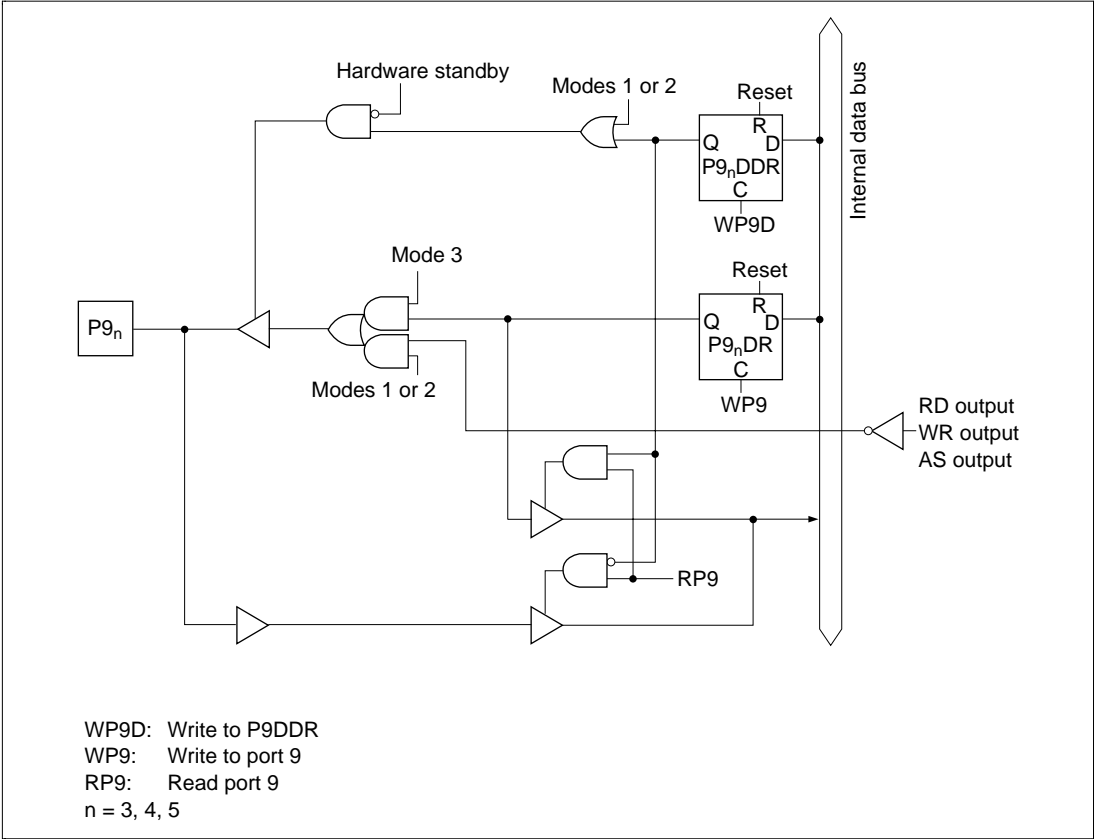 Hardware standby
Modes 1 or 2
Reset
R
Q
D
P9nDDR
C
WP9D
Internal data bus
Mode 3
Reset
R
Q
D
P9nDR
C
WP9
P9n
Modes 1 or 2
RD output
WR output
AS output
RP9
WP9D: Write to P9DDR
WP9: Write to port 9
RP9: Read port 9
n = 3, 4, 5